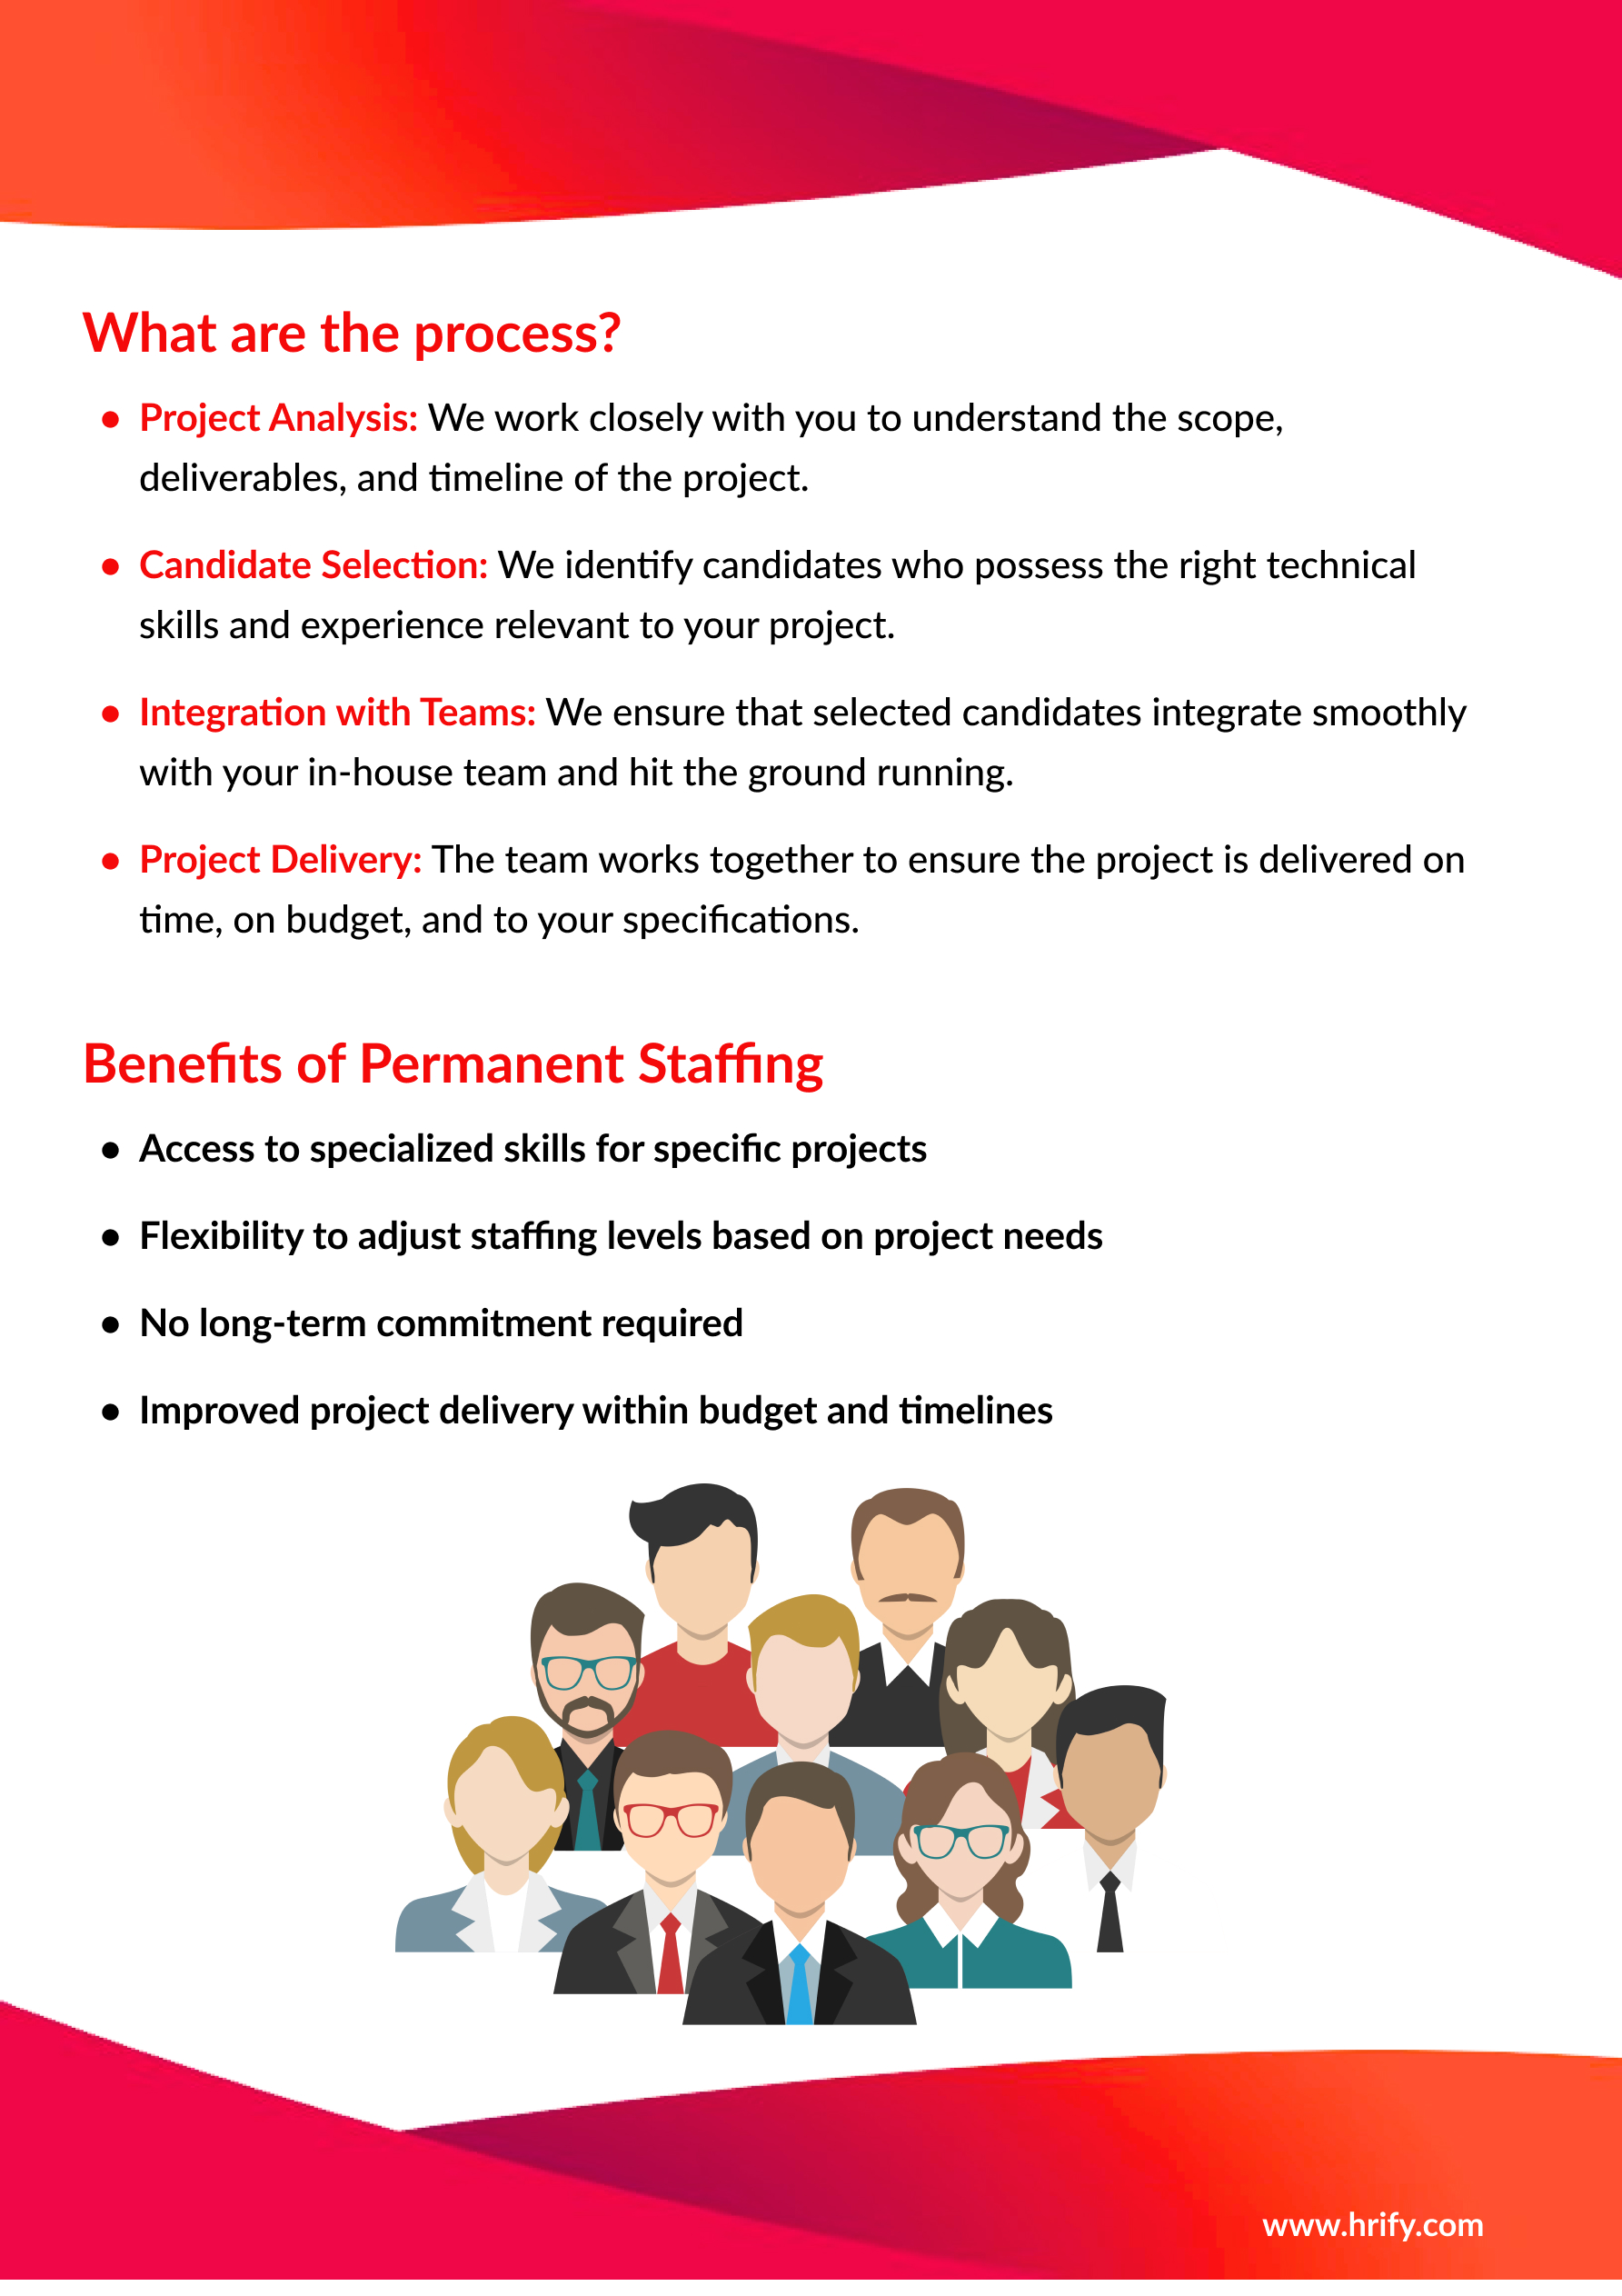 What are the process?
● Project Analysis: We work closely with you to understand the scope,
deliverables, and timeline of the project.
● Candidate Selection: We identify candidates who possess the right technical
skills and experience relevant to your project.
● Integration with Teams: We ensure that selected candidates integrate smoothly
with your in-house team and hit the ground running.
● Project Delivery: The team works together to ensure the project is delivered on
time, on budget, and to your specifications.
Benefits of Permanent Staffing
● Access to specialized skills for specific projects
● Flexibility to adjust staffing levels based on project needs
● No long-term commitment required
● Improved project delivery within budget and timelines
www.hrify.com